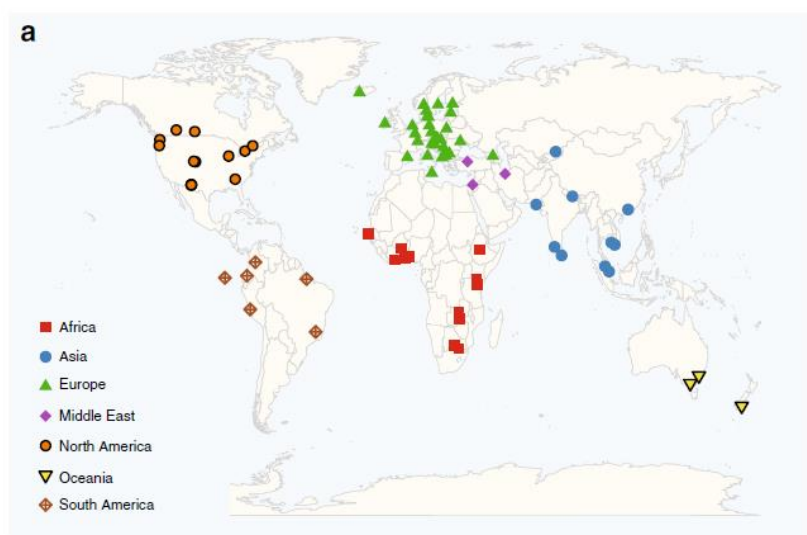 a
Africa
Asia
Europe
Middle East
North America
Oceania
South America